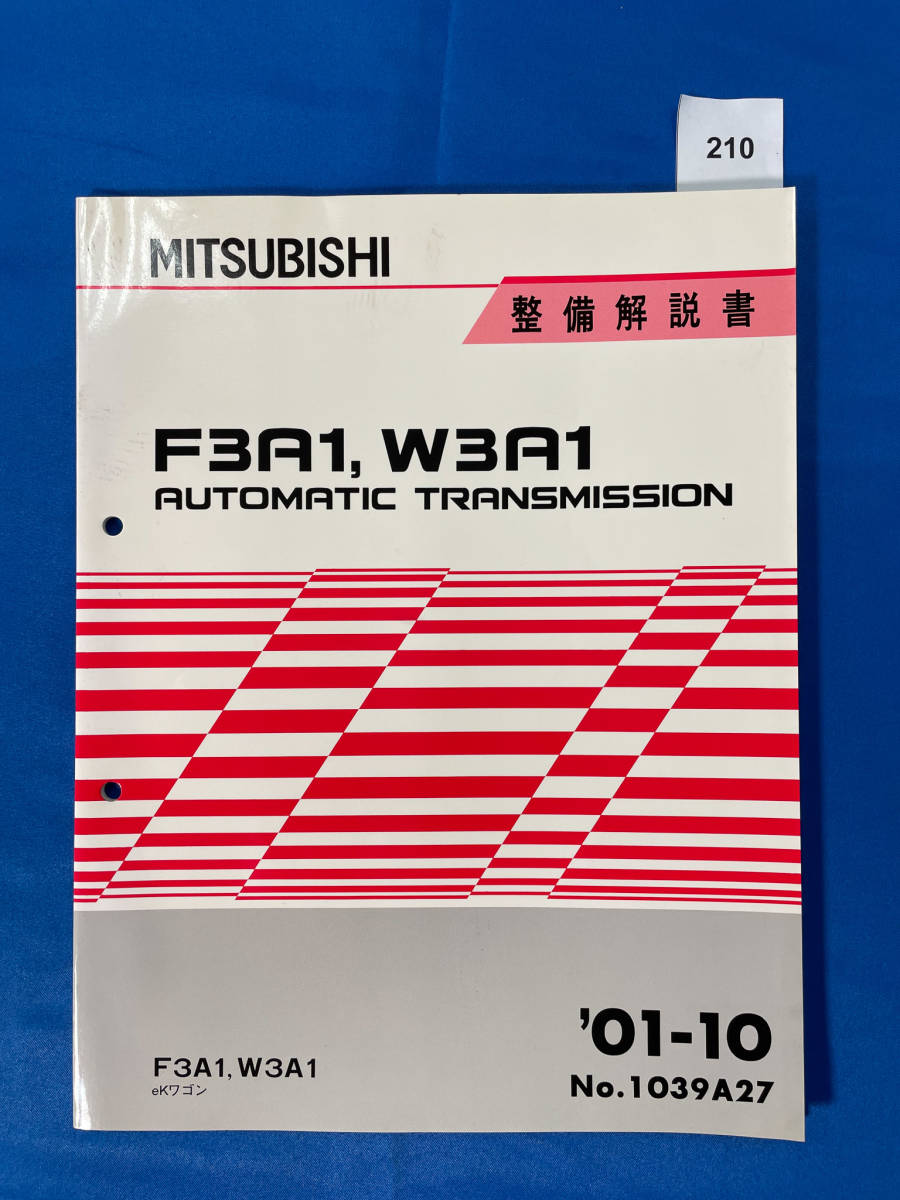 210
MITSUBISHI
整備解説書
F3A1, W3A1
AUTOMATIC TRANSMISSION
'01-10
F3A1, W3A1
No.1039A27
eKワゴン